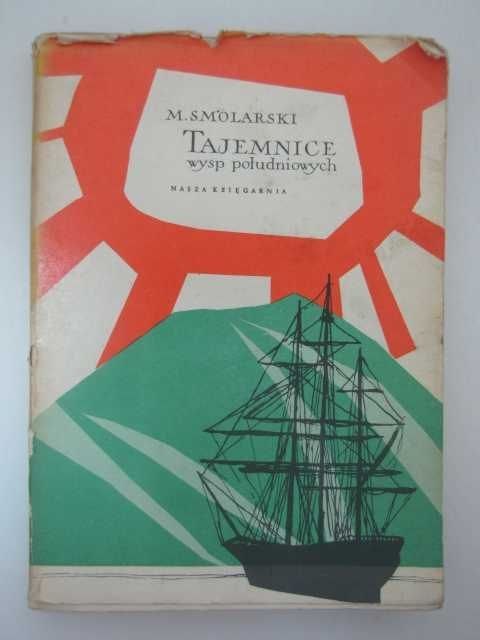 M. SMOLARSKI
TAJEMNICE
wysp południowych
NASZA KSIĘGARNIA